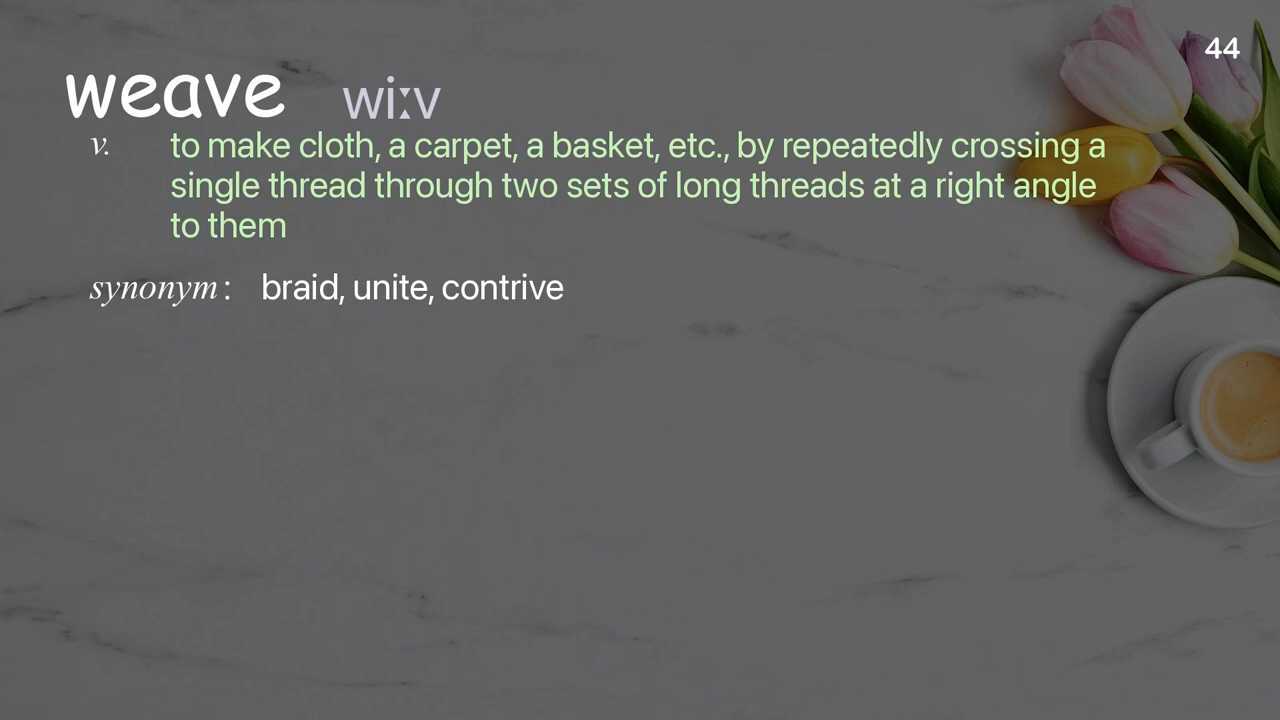 44
weave wiːv
v. to make cloth, a carpet, a basket, etc., by repeatedly crossing a
single thread through two sets of long threads at a right angle
to them
synonym: braid, unite, contrive